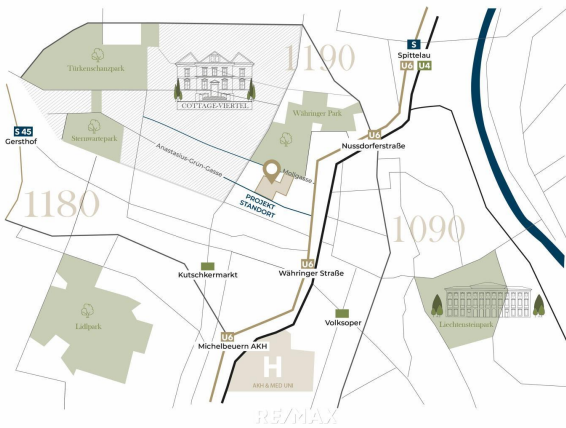 S
Spittelau
U6 U4
1190
Türkenschanzpark
COTTAGE-VIERTEL
Währinger Park
S 45
Gersthof
Sternwartepark
U6
Nussdorferstraße
Anastasius-Grün-Gasse
Mollgasse
PROJEKT
STANDORT
1180
1090
U6
Währinger Straße
Kutschkermarkt
Volksoper
Liechtensteinpark
Lidlpark
U6
Michelbeuern AKH
H
AKH & MED UNI
RE/MAX